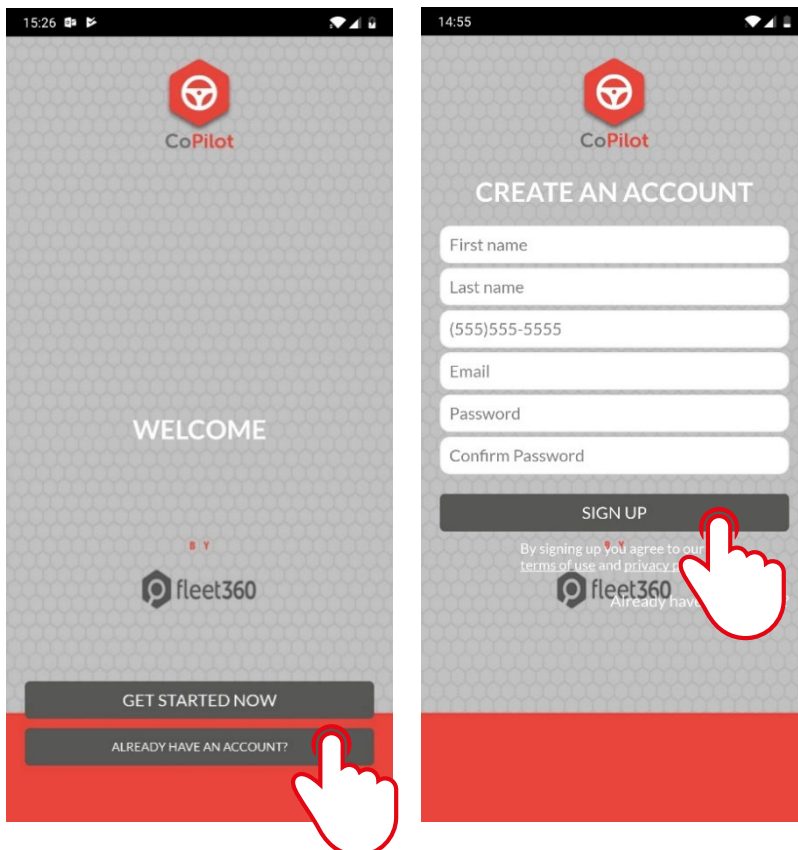 15:26
CoPilot
WELCOME
BY
fleet360
GET STARTED NOW
ALREADY HAVE AN ACCOUNT?
14:55
CoPilot
CREATE AN ACCOUNT
First name
Last name
(555)555-5555
Email
Password
Confirm Password
SIGN UP
BY
By signing up you agree to our
terms of use and privacy
fleet360
Already have